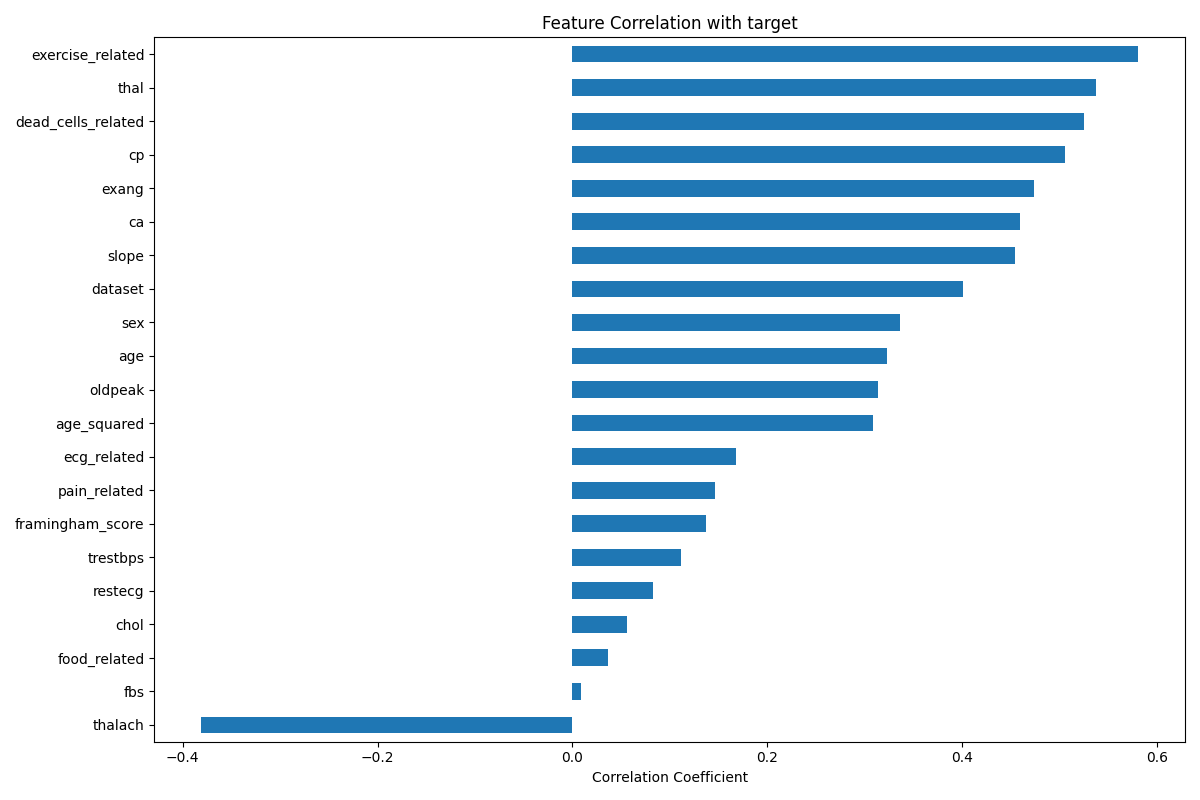 Feature Correlation with target
exercise_related
thal
dead_cells_related
cp
exang
ca
slope
dataset
sex
age
oldpeak
age_squared
ecg_related
pain_related
framingham_score
trestbps
restecg
chol
food_related
fbs
thalach
−0.4 −0.2 0.0 0.2 0.4 0.6
Correlation Coefficient